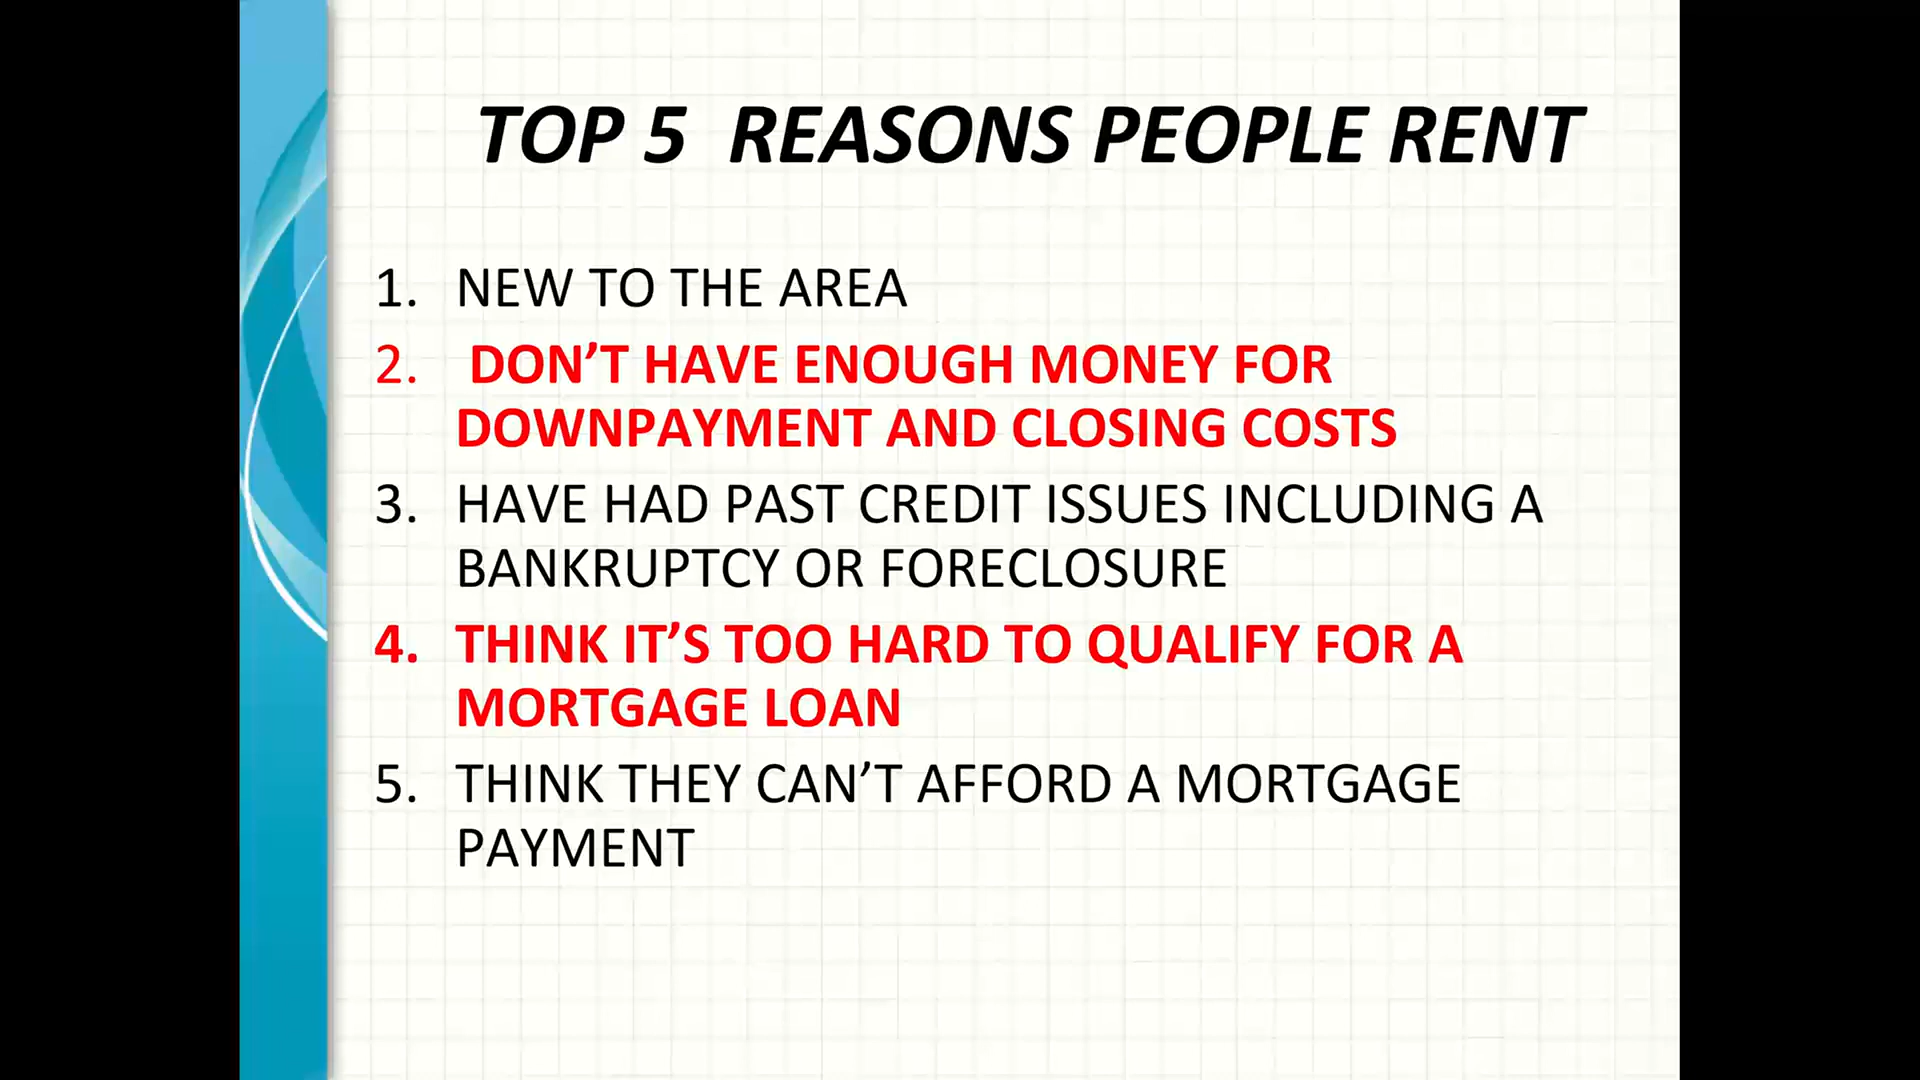 TOP 5  REASONS PEOPLE RENT
1. NEW TO THE AREA
2. DON’T HAVE ENOUGH MONEY FOR
DOWNPAYMENT AND CLOSING COSTS
3. HAVE HAD PAST CREDIT ISSUES INCLUDING A
BANKRUPTCY OR FORECLOSURE
4. THINK IT’S TOO HARD TO QUALIFY FOR A
MORTGAGE LOAN
5. THINK THEY CAN’T AFFORD A MORTGAGE
PAYMENT